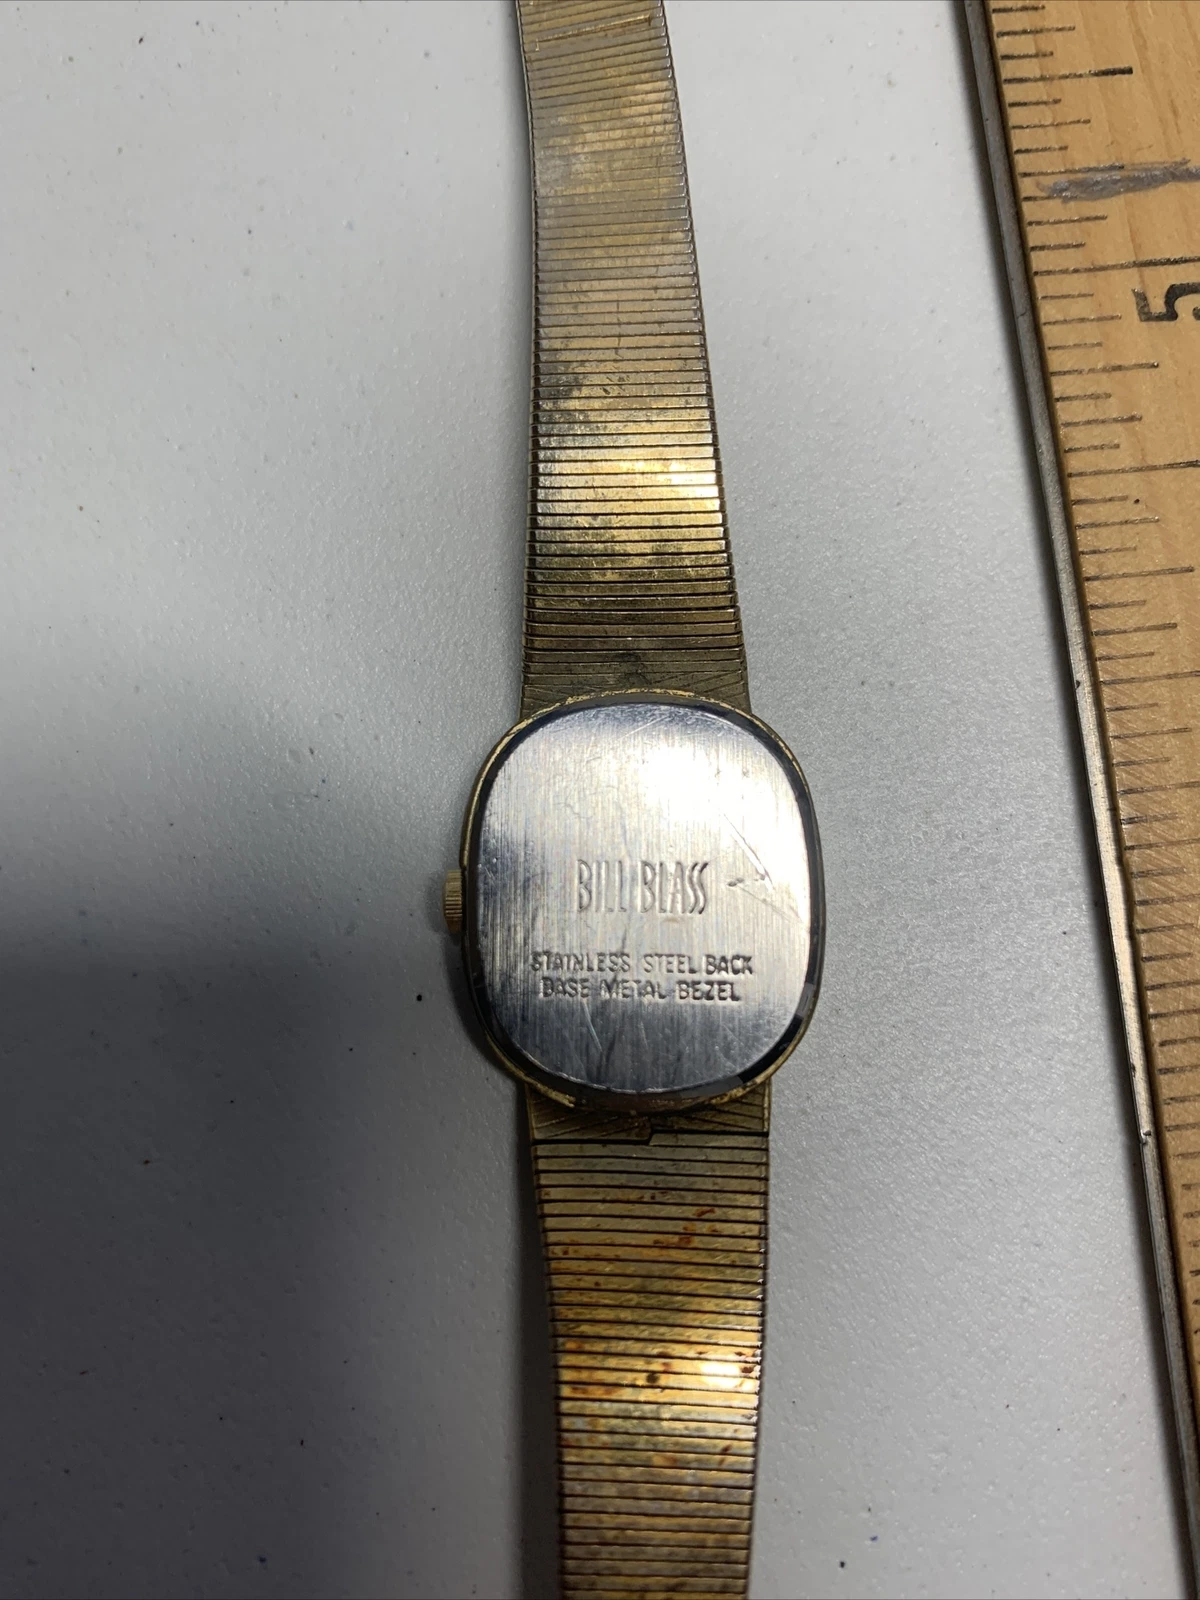 5
BILL BLASS
STAINLESS STEEL BACK
BASE METAL BEZEL